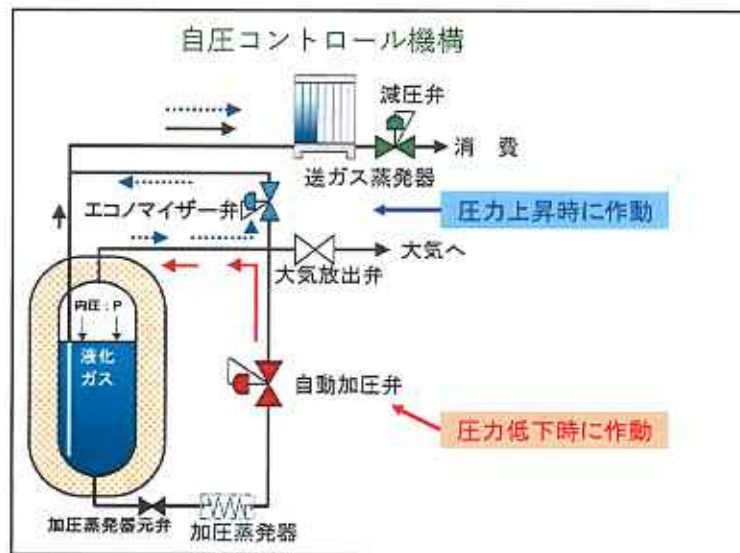 自圧コントロール機構
減圧弁
消 費
送ガス蒸発器
エコノマイザー弁
圧力上昇時に作動
大気へ
大気放出弁
内圧：P
液化
ガス
自動加圧弁
圧力低下時に作動
加圧蒸発器元弁
加圧蒸発器